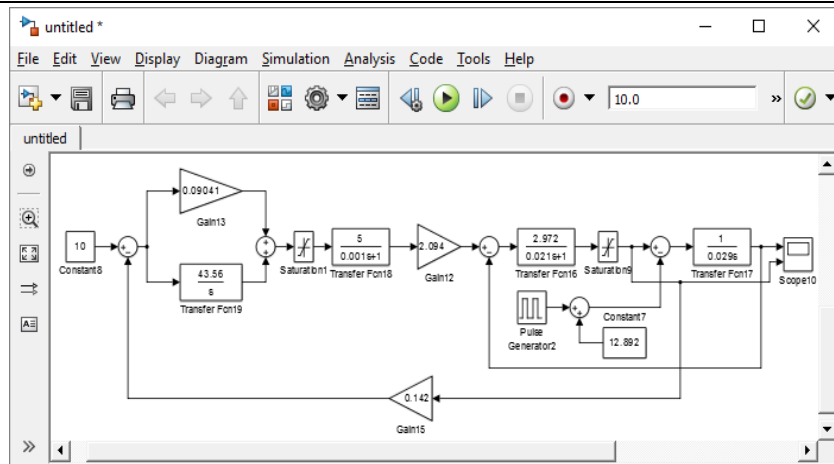 untitled *
File Edit View Display Diagram Simulation Analysis Code Tools Help
10.0
»
untitled
0.09041
Gain13
10
Constant8
43.56
s
Transfer Fcn19
Saturation1
5
0.001s+1
Transfer Fcn18
2.094
Gain12
2.972
0.021s+1
Transfer Fcn16
Saturation9
1
0.029s
Transfer Fcn17
Scope10
Pulse
Generator2
Constant7
12.892
0.142
Gain15
»